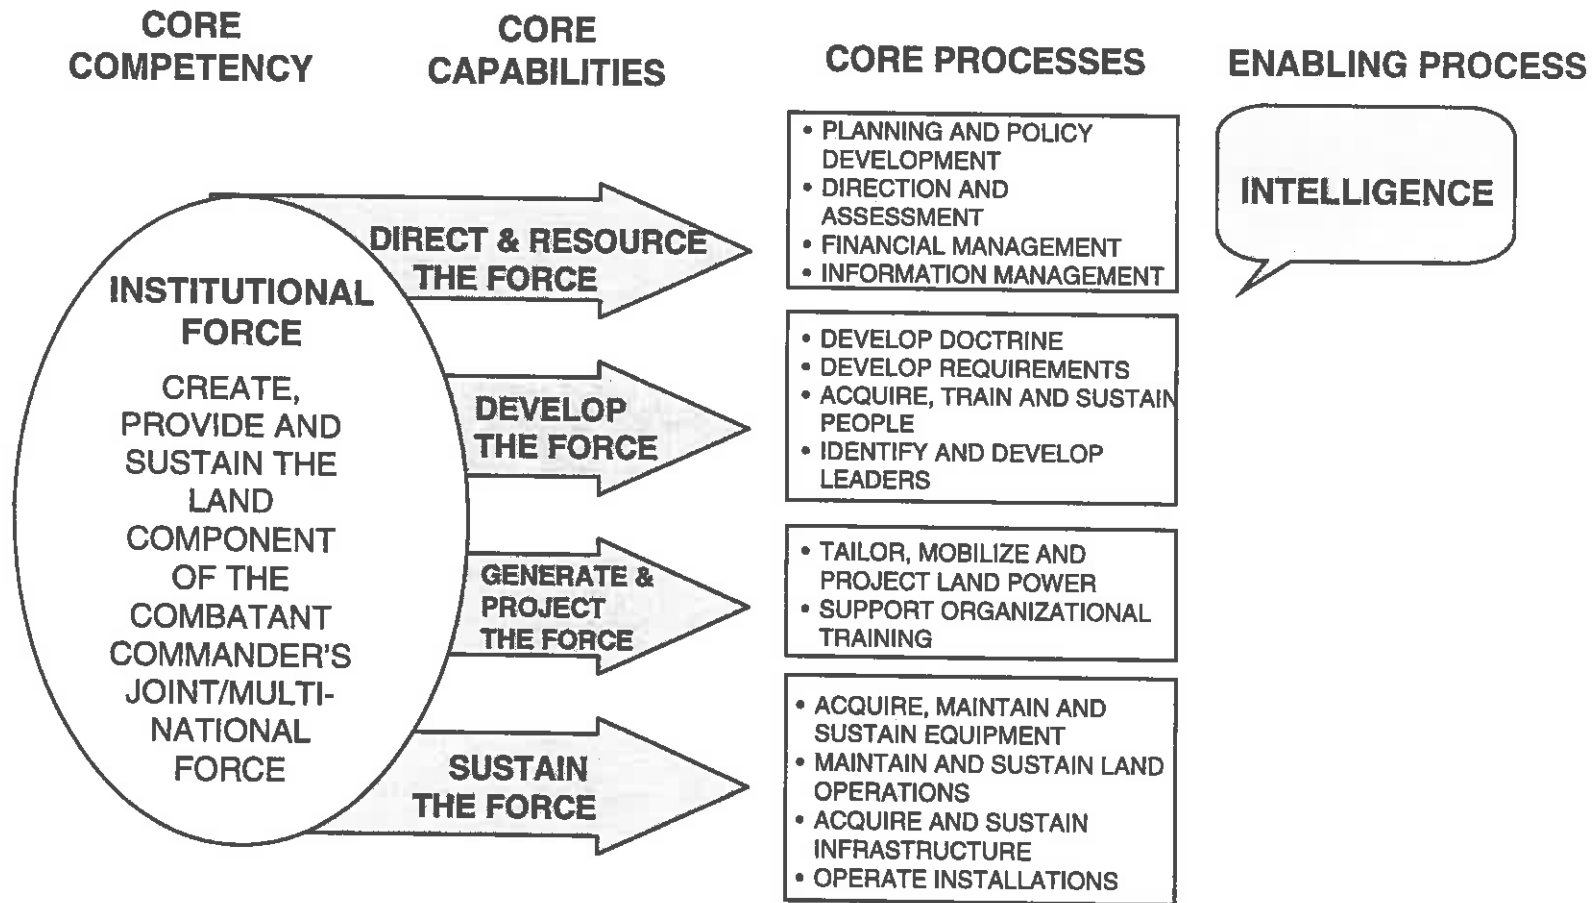 CORE
COMPETENCY
CORE
CAPABILITIES
CORE PROCESSES
ENABLING PROCESS
INSTITUTIONAL
FORCE
CREATE,
PROVIDE AND
SUSTAIN THE
LAND
COMPONENT
OF THE
COMBATANT
COMMANDER'S
JOINT/MULTI-
NATIONAL
FORCE
DIRECT & RESOURCE
THE FORCE
• PLANNING AND POLICY
DEVELOPMENT
• DIRECTION AND
ASSESSMENT
• FINANCIAL MANAGEMENT
• INFORMATION MANAGEMENT
INTELLIGENCE
DEVELOP
THE FORCE
• DEVELOP DOCTRINE
• DEVELOP REQUIREMENTS
• ACQUIRE, TRAIN AND SUSTAIN
PEOPLE
• IDENTIFY AND DEVELOP
LEADERS
GENERATE &
PROJECT
THE FORCE
• TAILOR, MOBILIZE AND
PROJECT LAND POWER
• SUPPORT ORGANIZATIONAL
TRAINING
SUSTAIN
THE FORCE
• ACQUIRE, MAINTAIN AND
SUSTAIN EQUIPMENT
• MAINTAIN AND SUSTAIN LAND
OPERATIONS
• ACQUIRE AND SUSTAIN
INFRASTRUCTURE
• OPERATE INSTALLATIONS